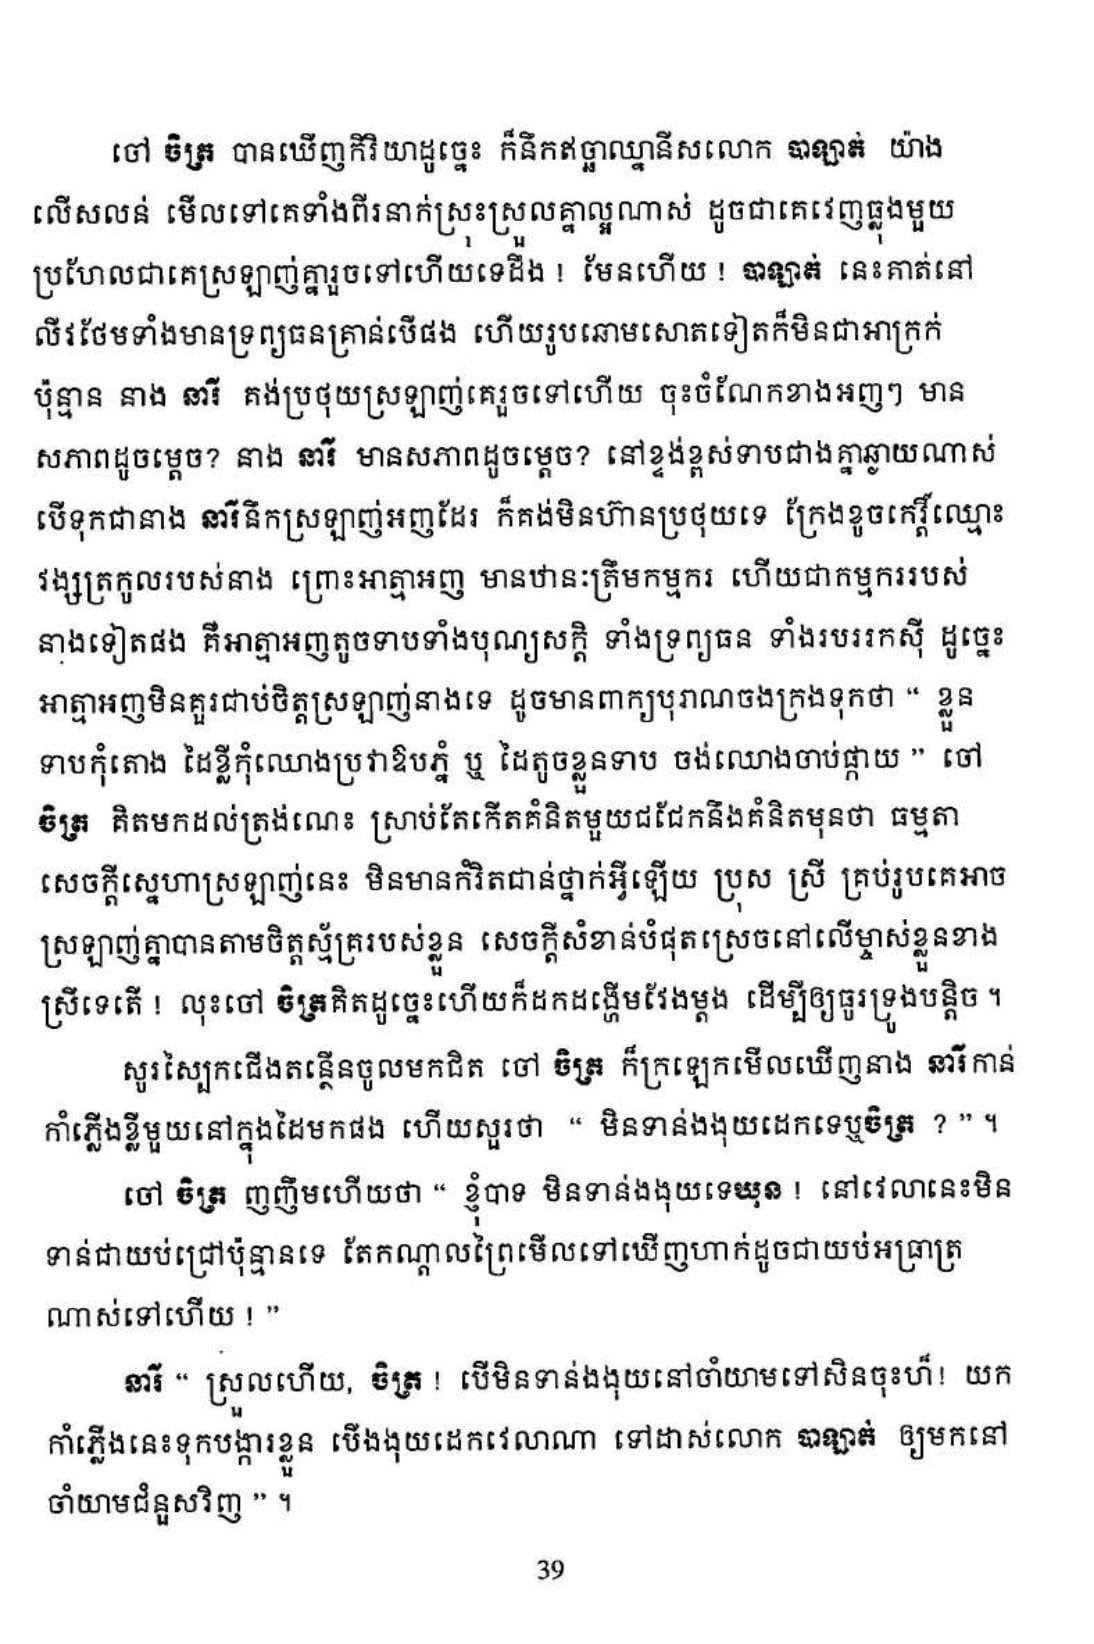 ចៅ ចិត្រ បានឃើញកិរិយាដូច្នេះ ក៏នឹកឥច្ឆាឈ្នានីសលោក បាឡាត់ យ៉ាង
លើសលន់ មើលទៅគេទាំងពីរនាក់ស្រុះស្រួលគ្នាល្អណាស់ ដូចជាគេវេញធ្លុងមួយ
ប្រហែលជាគេស្រឡាញ់គ្នារួចទៅហើយទេដឹង ! មែនហើយ ! បាឡាត់ នេះគាត់នៅ
លីវថែមទាំងមានទ្រព្យធនគ្រាន់បើផង ហើយរូបឆោមសោតទៀតក៏មិនជាអាក្រក់
ប៉ុន្មាន នាង នារី គង់ប្រថុយស្រឡាញ់គេរួចទៅហើយ ចុះចំណែកខាងអញៗ មាន
សភាពដូចម្ដេច? នាង នារី មានសភាពដូចម្ដេច? នៅខ្ទង់ខ្ពស់ទាបជាងគ្នាឆ្ងាយណាស់
បើទុកជានាង នារីនឹកស្រឡាញ់អញដែរ ក៏គង់មិនហ៊ានប្រថុយទេ ក្រែងខូចកេរ្តិ៍ឈ្មោះ
វង្សត្រកូលរបស់នាង ព្រោះអាត្មាអញ មានឋានៈត្រឹមកម្មករ ហើយជាកម្មកររបស់
នាងទៀតផង គឺអាត្មាអញតូចទាបទាំងបុណ្យសក្ដិ ទាំងទ្រព្យធន ទាំងរបររកស៊ី ដូច្នេះ
អាត្មាអញមិនគួរជាប់ចិត្តស្រឡាញ់នាងទេ ដូចមានពាក្យបុរាណចងក្រងទុកថា “ ខ្លួន
ទាបកុំតោង ដៃខ្លីកុំឈោងប្រវាឱបភ្នំ ឬ ដៃតូចខ្លួនទាប ចង់ឈោងចាប់ផ្កាយ ” ចៅ
ចិត្រ គិតមកដល់ត្រង់ណេះ ស្រាប់តែកើតគំនិតមួយជជែកនឹងគំនិតមុនថា ធម្មតា
សេចក្ដីស្នេហាស្រឡាញ់នេះ មិនមានកំរិតជាន់ថ្នាក់អ្វីឡើយ ប្រុស ស្រី គ្រប់រូបគេអាច
ស្រឡាញ់គ្នាបានតាមចិត្តស្ម័គ្ររបស់ខ្លួន សេចក្ដីសំខាន់បំផុតស្រេចនៅលើម្ចាស់ខ្លួនខាង
ស្រីទេតើ ! លុះចៅ ចិត្រគិតដូច្នេះហើយក៏ដកដង្ហើមវែងម្ដង ដើម្បីឲ្យធូរទ្រូងបន្តិច ។
សូរស្បៃកជើងតន្ថើនចូលមកជិត ចៅ ចិត្រ ក៏ក្រឡេកមើលឃើញនាង នារីកាន់
កាំភ្លើងខ្លីមួយនៅក្នុងដៃមកផង ហើយសួរថា “ មិនទាន់ងងុយដេកទេឬចិត្រ ? ” ។
ចៅ ចិត្រ ញញឹមហើយថា “ ខ្ញុំបាទ មិនទាន់ងងុយទេឃុន ! នៅវេលានេះមិន
ទាន់ជាយប់ជ្រៅប៉ុន្មានទេ តែកណ្ដាលព្រៃមើលទៅឃើញហាក់ដូចជាយប់អធ្រាត្រ
ណាស់ទៅហើយ ! ”
នារី “ ស្រួលហើយ, ចិត្រ ! បើមិនទាន់ងងុយនៅចាំយាមទៅសិនចុះហ៎ ! យក
កាំភ្លើងនេះទុកបង្ការខ្លួន បើងងុយដេកវេលាណា ទៅដាស់លោក បាឡាត់ ឲ្យមកនៅ
ចាំយាមជំនួសវិញ ” ។
39